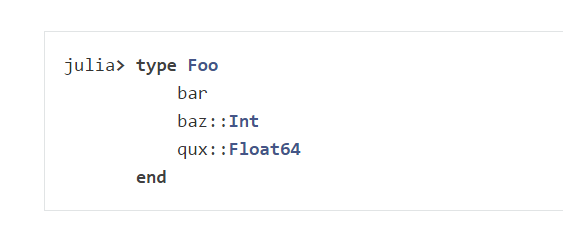 julia> type Foo
           bar
           baz::Int
           qux::Float64
       end